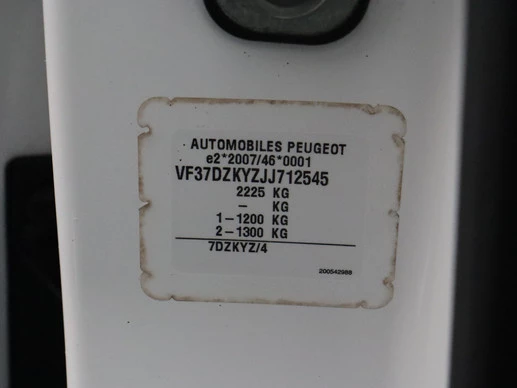 AUTOMOBILES PEUGEOT
e2*2007/46*0001
VF37DZKYZJJ712545
2225 KG
- KG
1-1200 KG
2-1300 KG
7DZKYZ/4
200542988